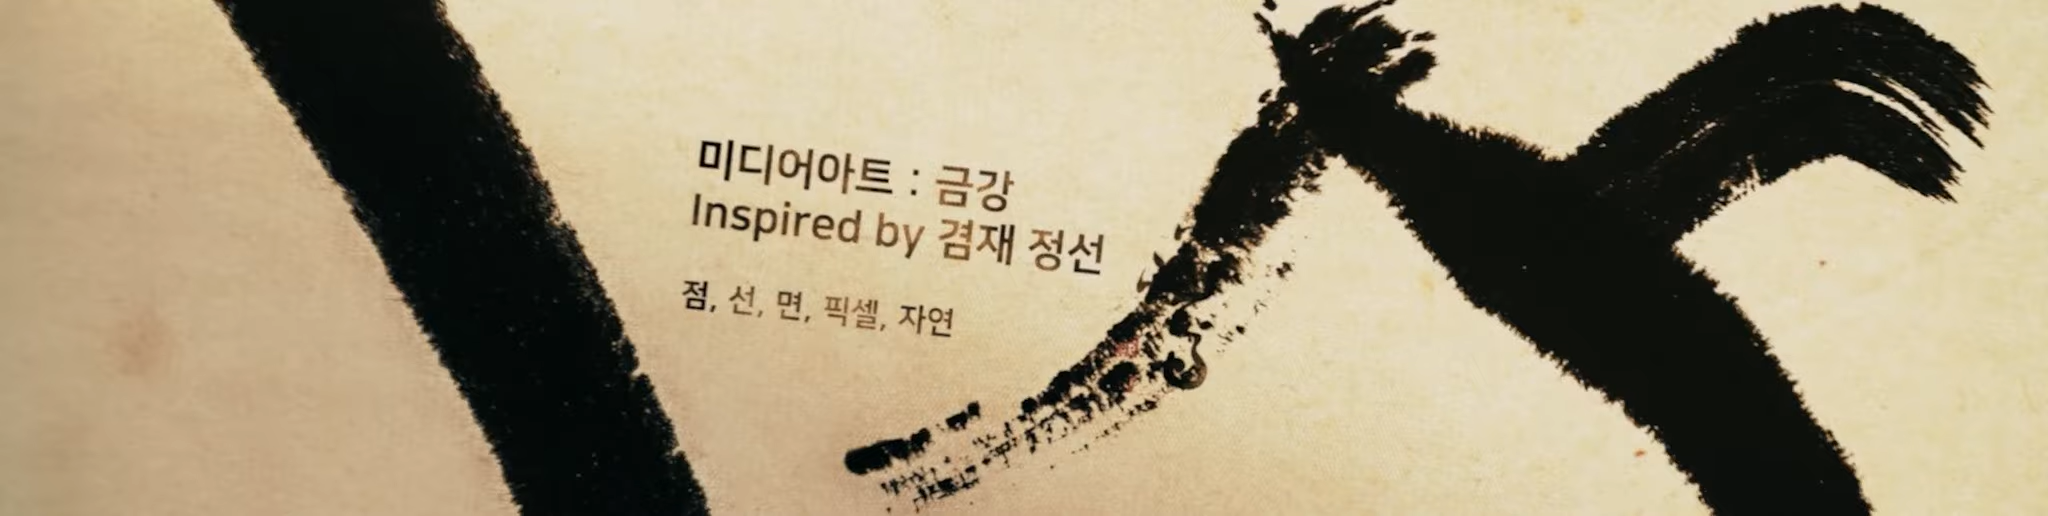 미디어아트 : 금강
Inspired by 겸재 정선
점, 선, 면, 픽셀, 자연